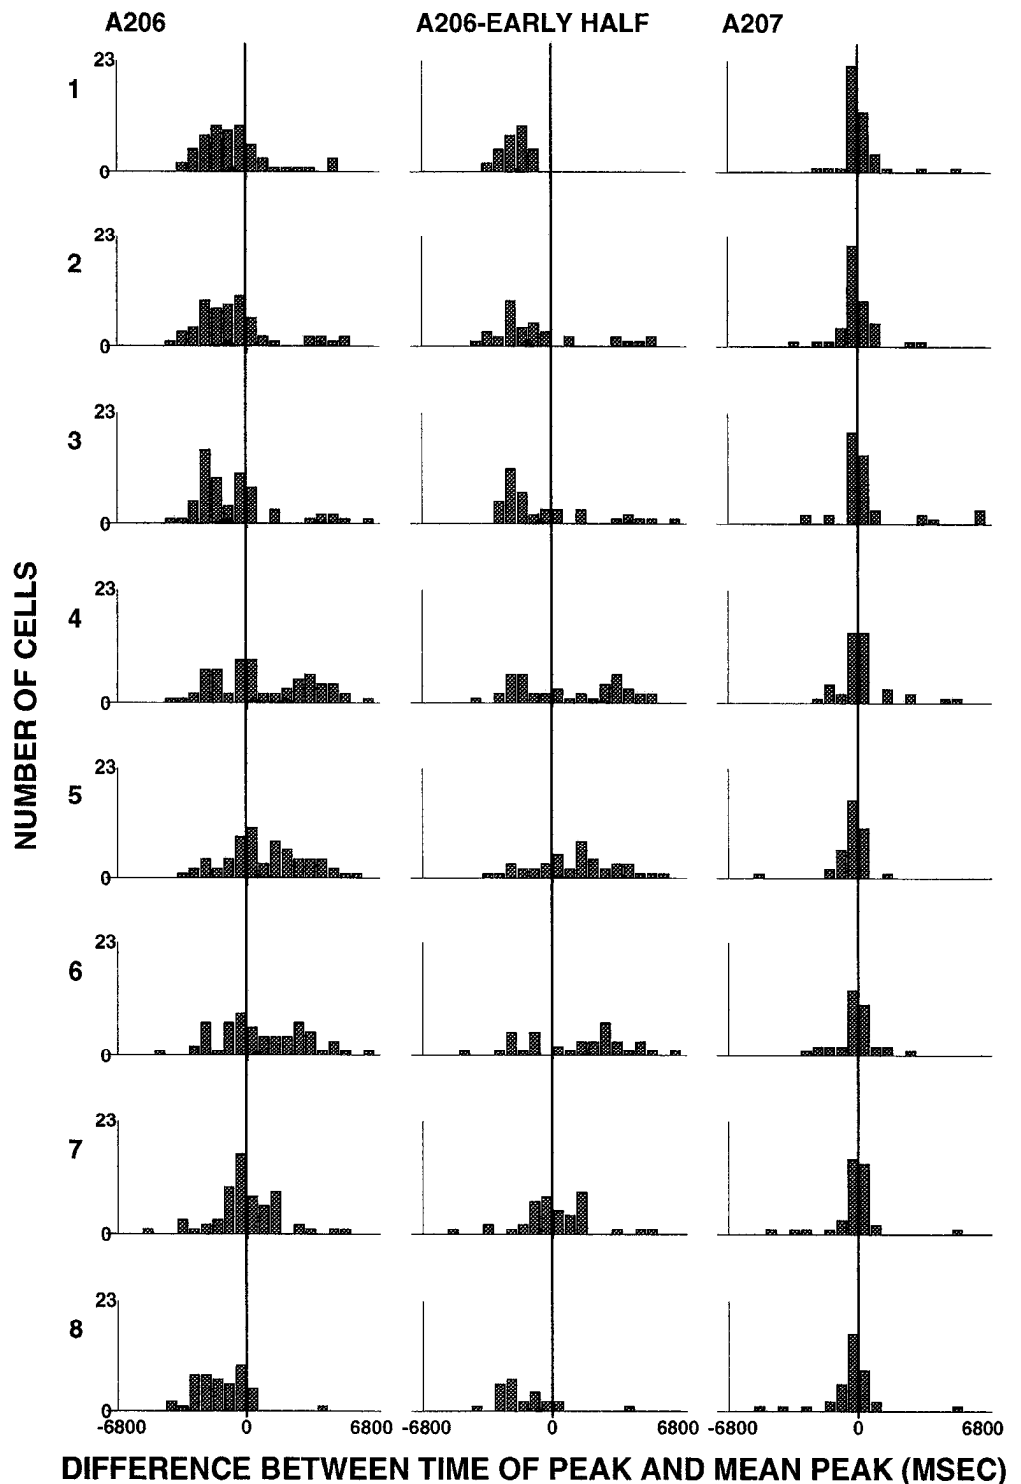 A206 A206-EARLY HALF A207
1 23 0
2 23 0
3 23 0
4 23 0
5 23 0
6 23 0
7 23 0
8 23 0
-6800 0 6800 -6800 0 6800 -6800 0 6800
NUMBER OF CELLS
DIFFERENCE BETWEEN TIME OF PEAK AND MEAN PEAK (MSEC)